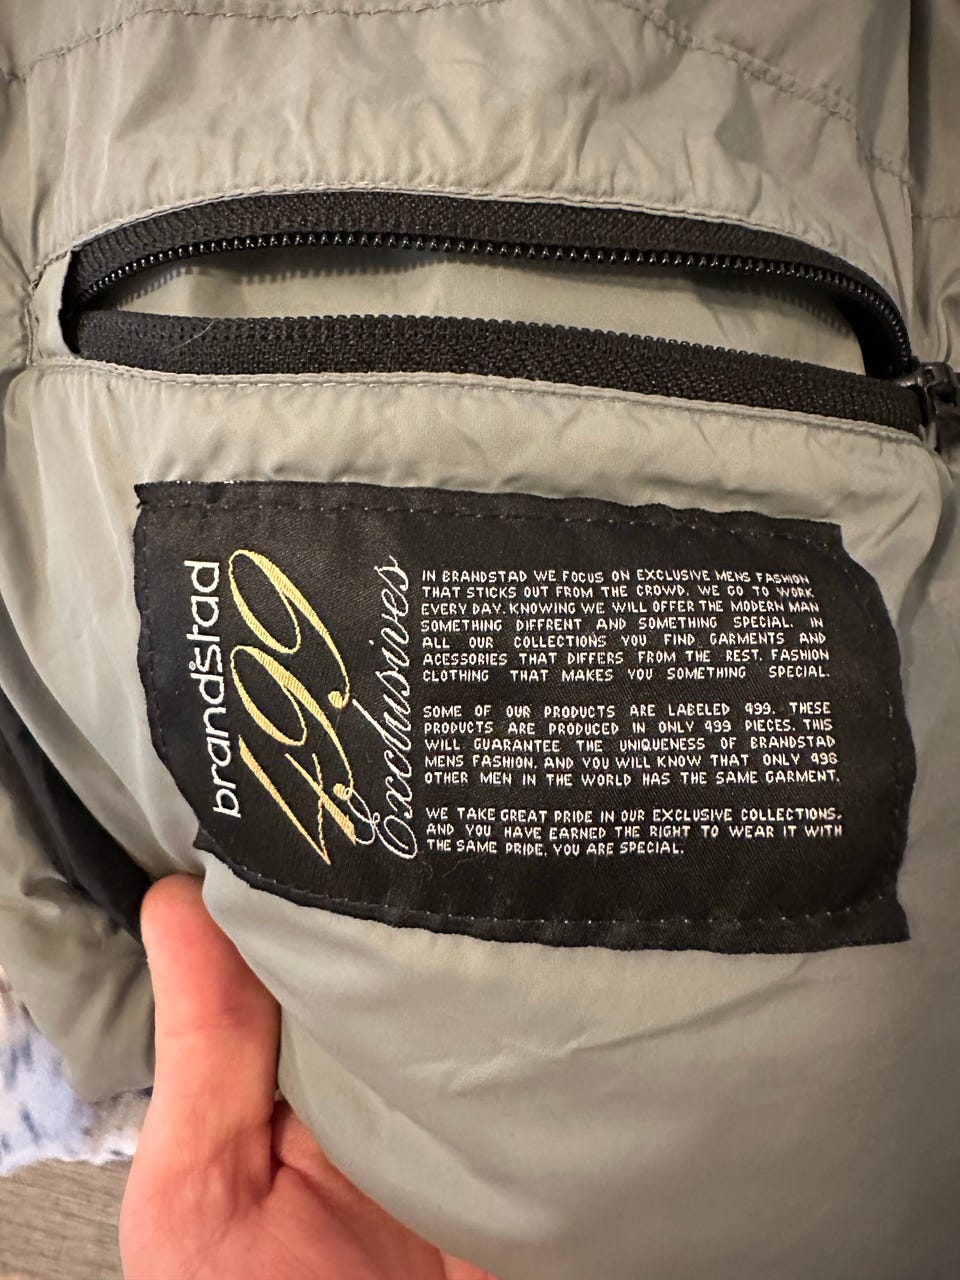 brandstad
499
Exclusives
IN BRANDSTAD WE FOCUS ON EXCLUSIVE MENS FASHION
THAT STICKS OUT FROM THE CROWD. WE GO TO WORK
EVERY DAY. KNOWING WE WILL OFFER THE MODERN MAN
SOMETHING DIFFRENT AND SOMETHING SPECIAL. IN
ALL OUR COLLECTIONS YOU FIND GARMENTS AND
ACESSORIES THAT DIFFERS FROM THE REST. FASHION
CLOTHING THAT MAKES YOU SOMETHING SPECIAL.
SOME OF OUR PRODUCTS ARE LABELED 499. THESE
PRODUCTS ARE PRODUCED IN ONLY 499 PIECES. THIS
WILL GUARANTEE THE UNIQUENESS OF BRANDSTAD
MENS FASHION. AND YOU WILL KNOW THAT ONLY 498
OTHER MEN IN THE WORLD HAS THE SAME GARMENT.
WE TAKE GREAT PRIDE IN OUR EXCLUSIVE COLLECTIONS.
AND YOU HAVE EARNED THE RIGHT TO WEAR IT WITH
THE SAME PRIDE. YOU ARE SPECIAL.